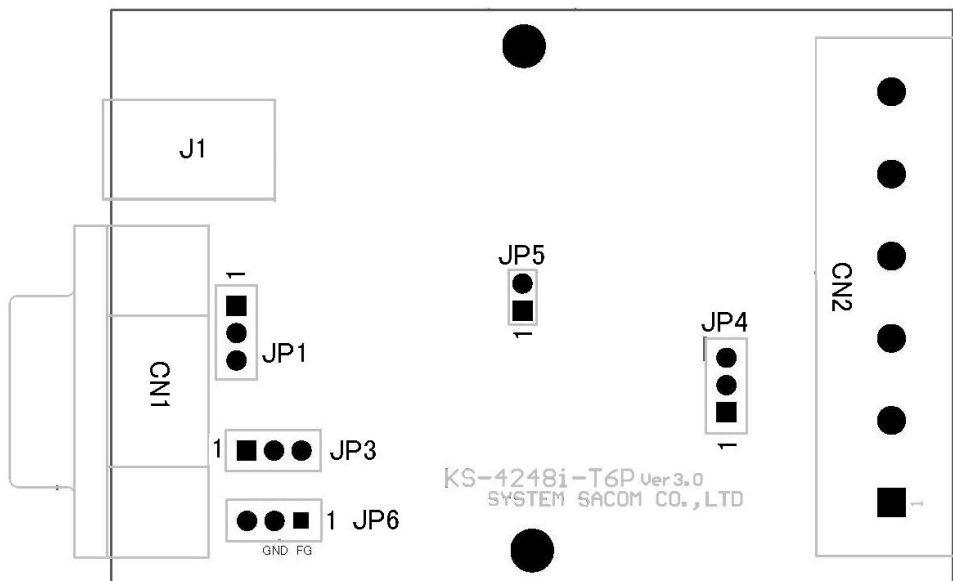 J1
JP5
1
1
JP4
CN2
1
JP1
CN1
1
1
JP3
KS-4248i-T6P Ver3.0
SYSTEM SACOM CO.,LTD
1
1 JP6
GND FG